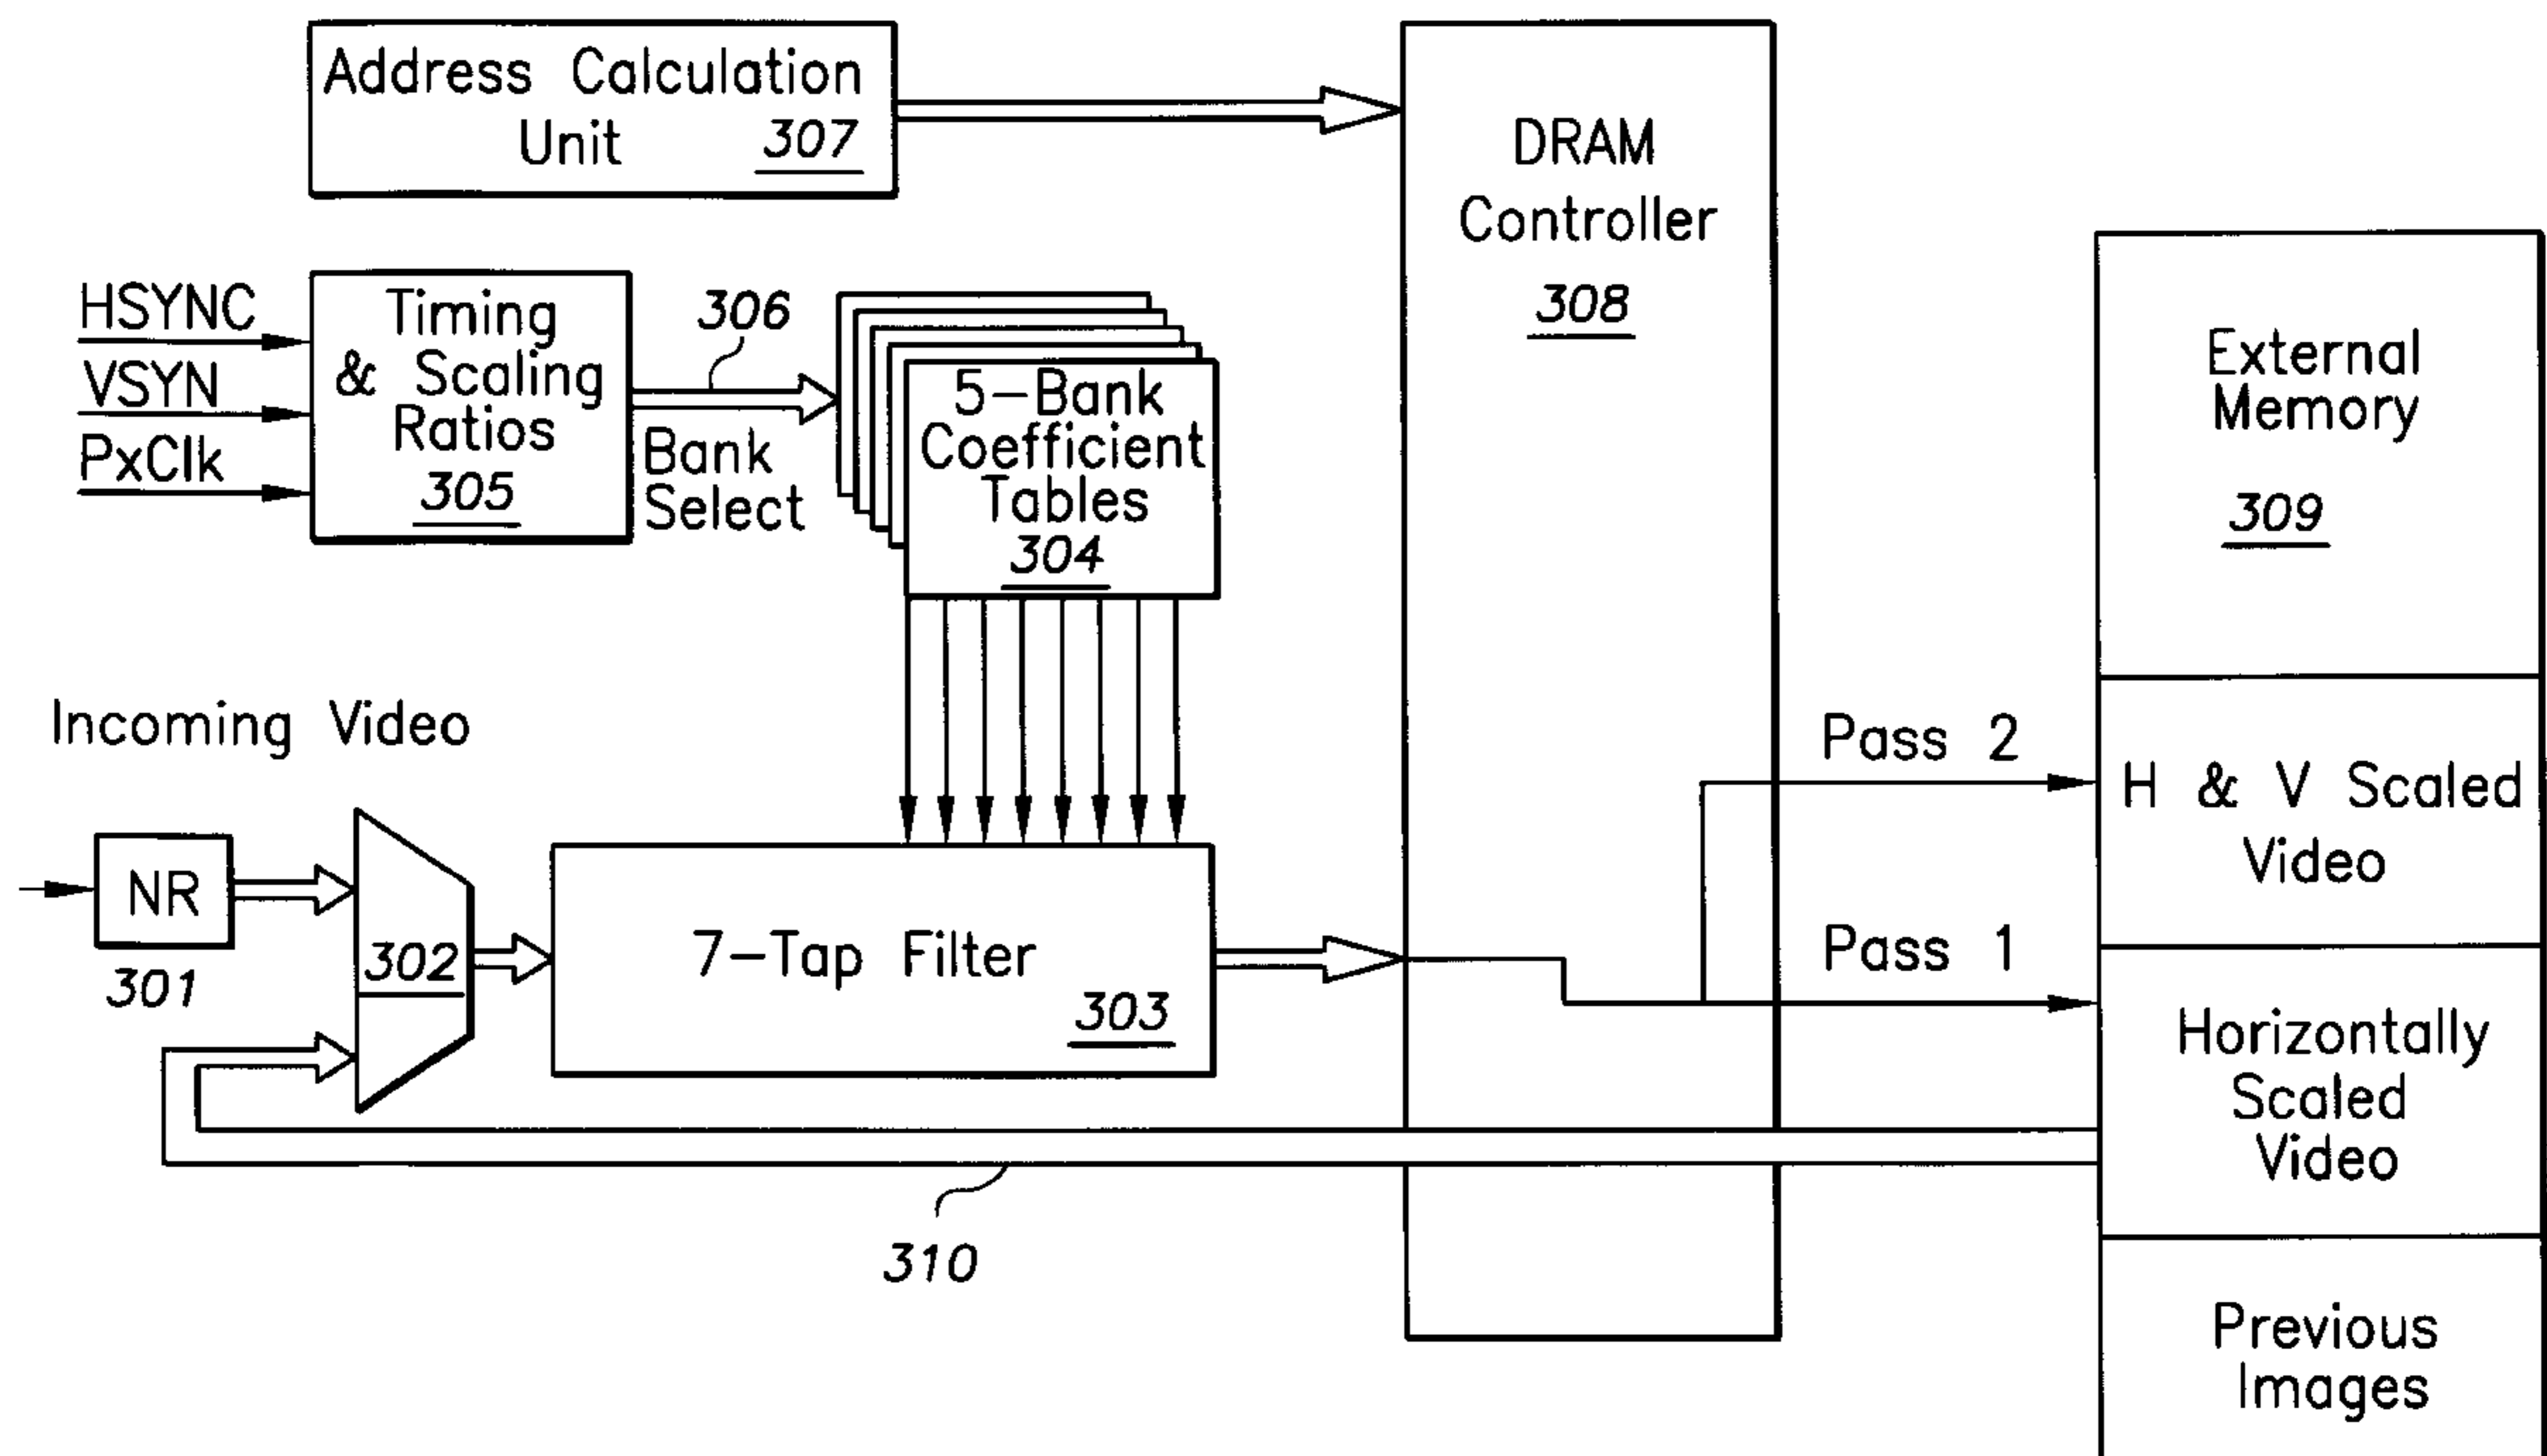 Address Calculation
Unit 307
DRAM
Controller
308
HSYNC
VSYN
PxClk
Timing
& Scaling
Ratios
305
306
Bank
Select
5-Bank
Coefficient
Tables
304
External
Memory
309
Incoming Video
NR
301
302
7-Tap Filter
303
Pass 2
Pass 1
H & V Scaled
Video
Horizontally
Scaled
Video
310
Previous
Images